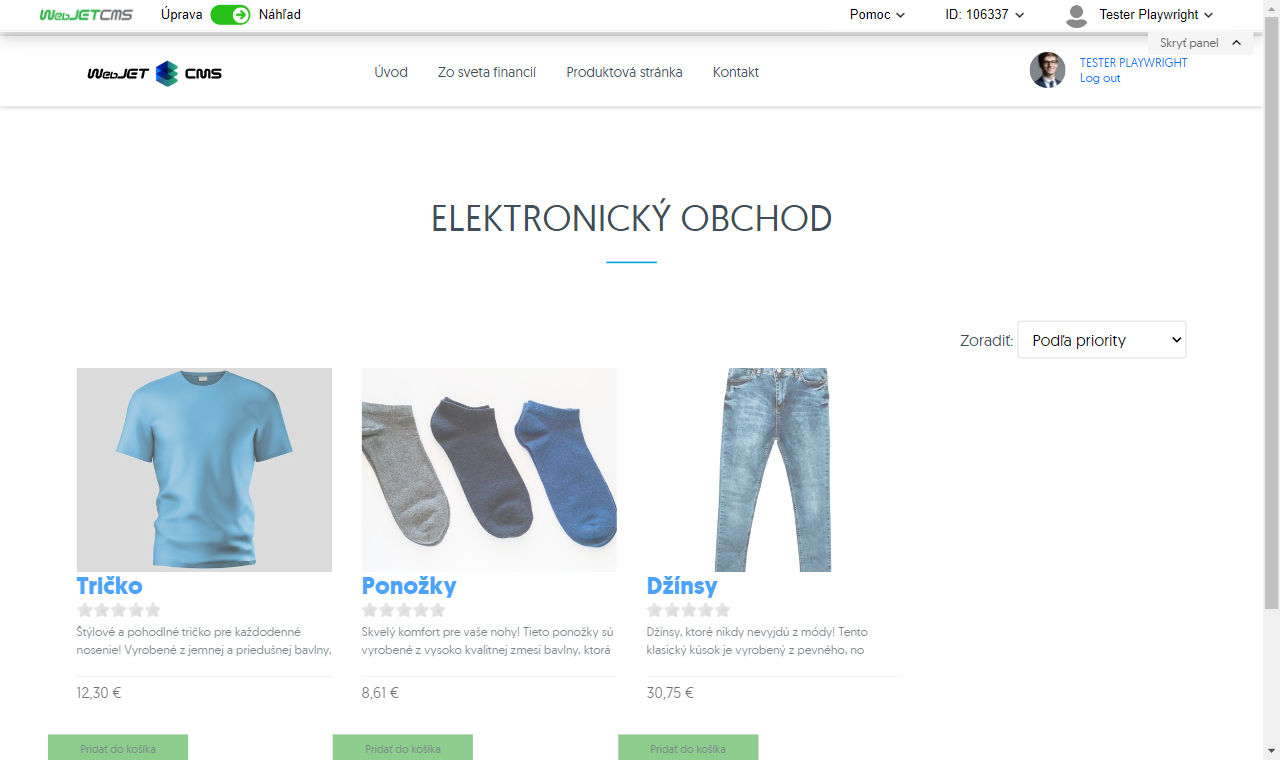 WebJETCMS Úprava Náhľad Pomoc ID: 106337 Tester Playwright
Skryť panel
WebJET CMS Úvod Zo sveta financií Produktová stránka Kontakt
TESTER PLAYWRIGHT
Log out
ELEKTRONICKÝ OBCHOD
Zoradiť: Podľa priority
Tričko
Štýlové a pohodlné tričko pre každodenné
nosenie! Vyrobené z jemnej a priedušnej bavlny,
12,30 €
Pridať do košíka
Ponožky
Skvelý komfort pre vaše nohy! Tieto ponožky sú
vyrobené z vysoko kvalitnej zmesi bavlny, ktorá
8,61 €
Pridať do košíka
Džínsy
Džínsy, ktoré nikdy nevyjdú z módy! Tento
klasický kúsok je vyrobený z pevného, no
30,75 €
Pridať do košíka